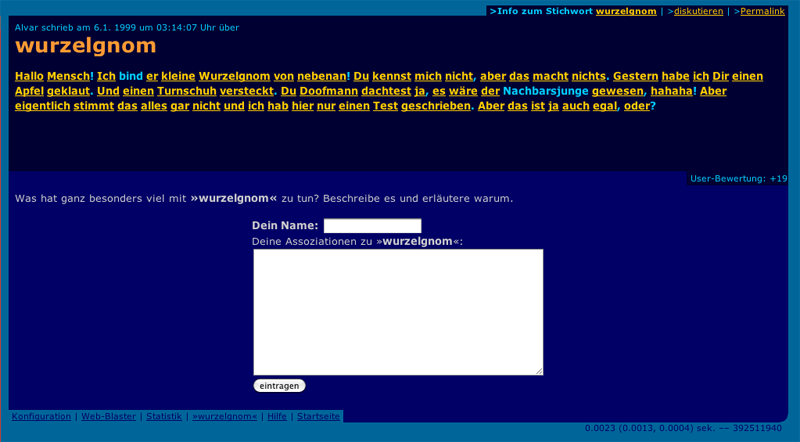 >Info zum Stichwort wurzelgnom | >diskutieren | >Permalink
Alvar schrieb am 6.1. 1999 um 03:14:07 Uhr über
wurzelgnom
Hallo Mensch! Ich bind er kleine Wurzelgnom von nebenan! Du kennst mich nicht, aber das macht nichts. Gestern habe ich Dir einen
Apfel geklaut. Und einen Turnschuh versteckt. Du Doofmann dachtest ja, es wäre der Nachbarsjunge gewesen, hahaha! Aber
eigentlich stimmt das alles gar nicht und ich hab hier nur einen Test geschrieben. Aber das ist ja auch egal, oder?
User-Bewertung: +19
Was hat ganz besonders viel mit »wurzelgnom« zu tun? Beschreibe es und erläutere warum.
Dein Name:
Deine Assoziationen zu »wurzelgnom«:
eintragen
Konfiguration | Web-Blaster | Statistik | »wurzelgnom« | Hilfe | Startseite
0.0023 (0.0013, 0.0004) sek. –– 392511940